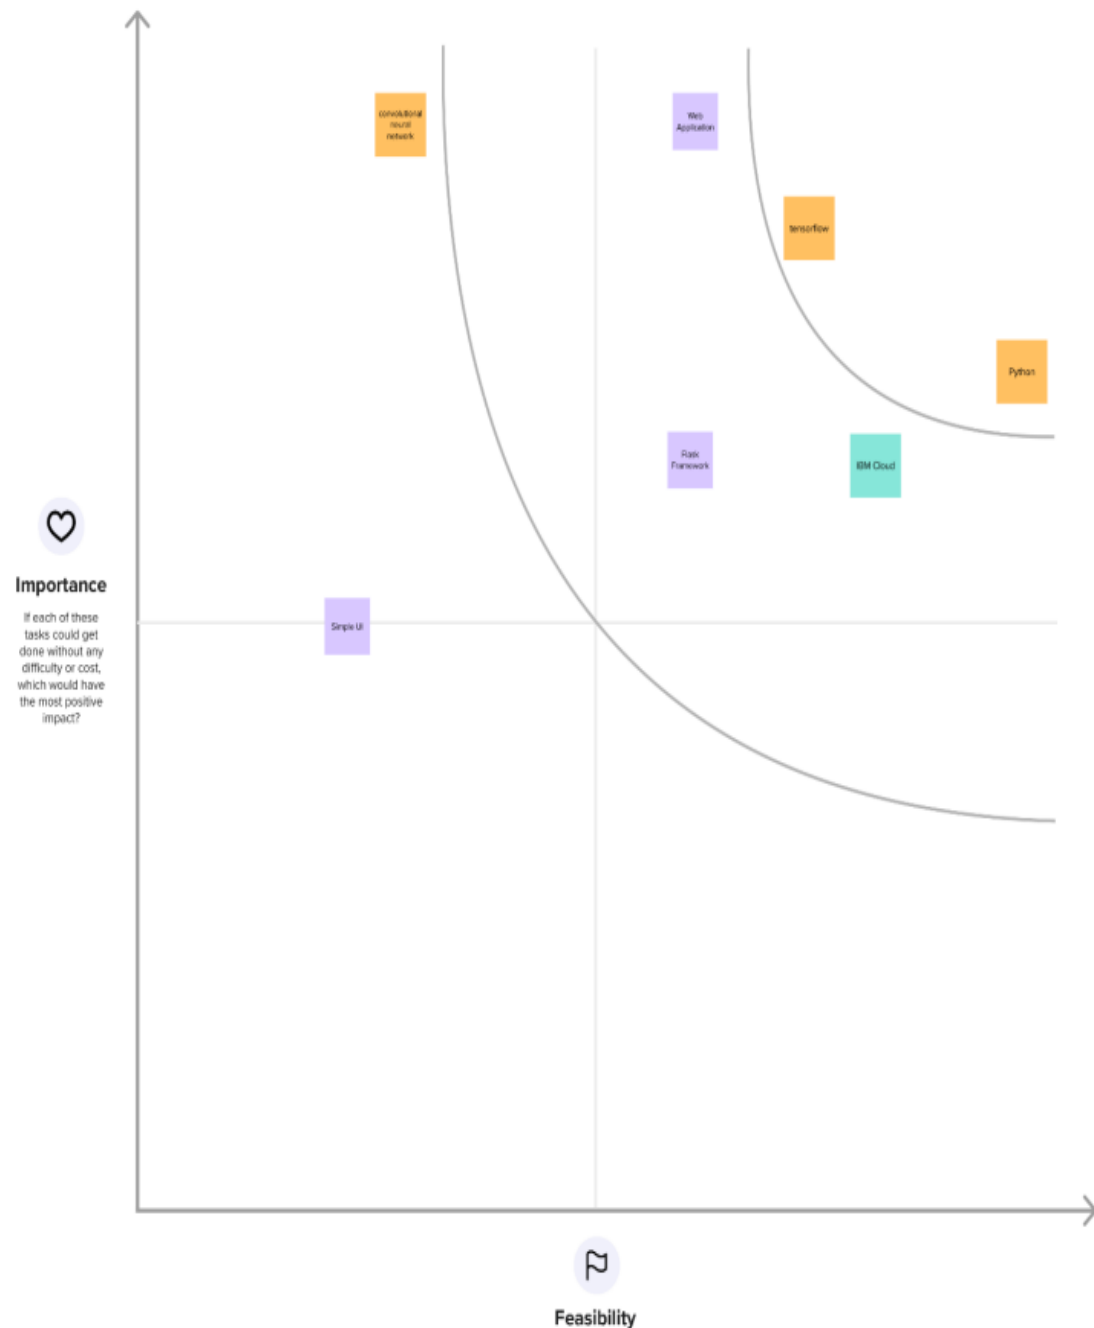 convolutional
neural
network
Web
Application
tensorflow
Python
Flask
Framework
IBM Cloud
Simple UI
Importance
If each of these
tasks could get
done without any
difficulty or cost,
which would have
the most positive
impact?
Feasibility